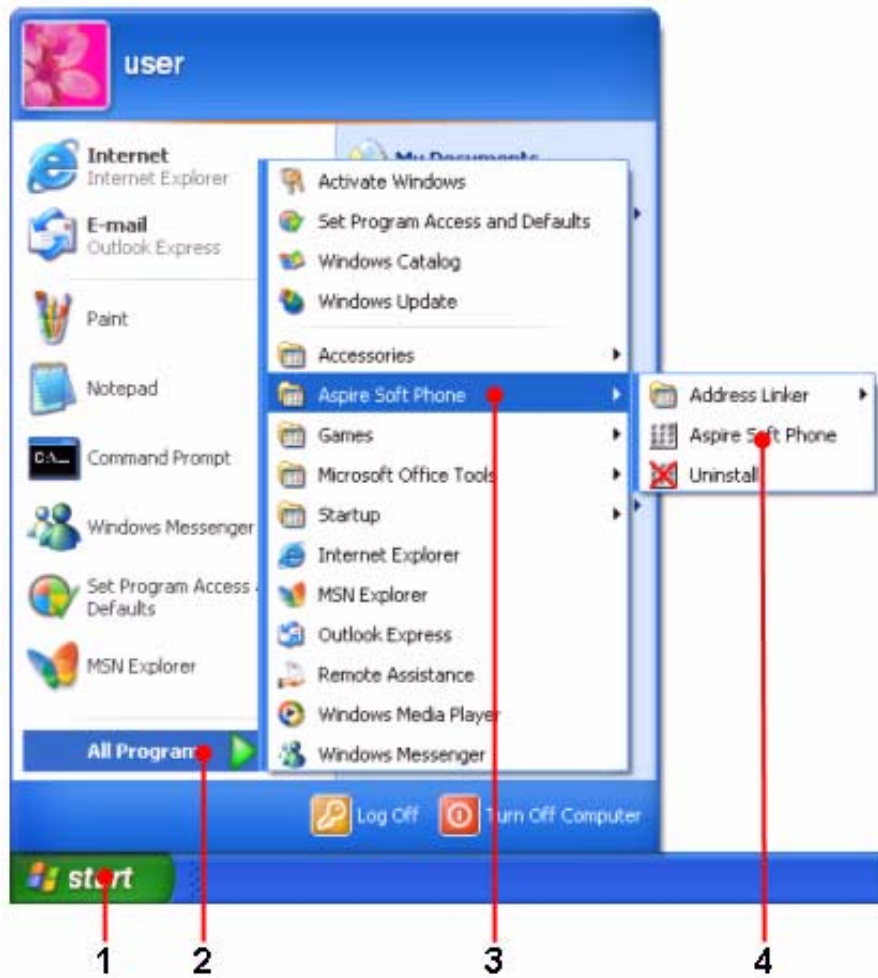 user
Internet
Internet Explorer
E-mail
Outlook Express
Paint
Notepad
C:\
Command Prompt
Windows Messenger
Set Program Access
Defaults
MSN Explorer
All Programs
My Documents
Activate Windows
Set Program Access and Defaults
Windows Catalog
Windows Update
Accessories
Aspire Soft Phone
Games
Microsoft Office Tools
Startup
Internet Explorer
MSN Explorer
Outlook Express
Remote Assistance
Windows Media Player
Windows Messenger
Address Linker
Aspire Soft Phone
Uninstall
Log Off
Turn Off Computer
start
1 2 3 4